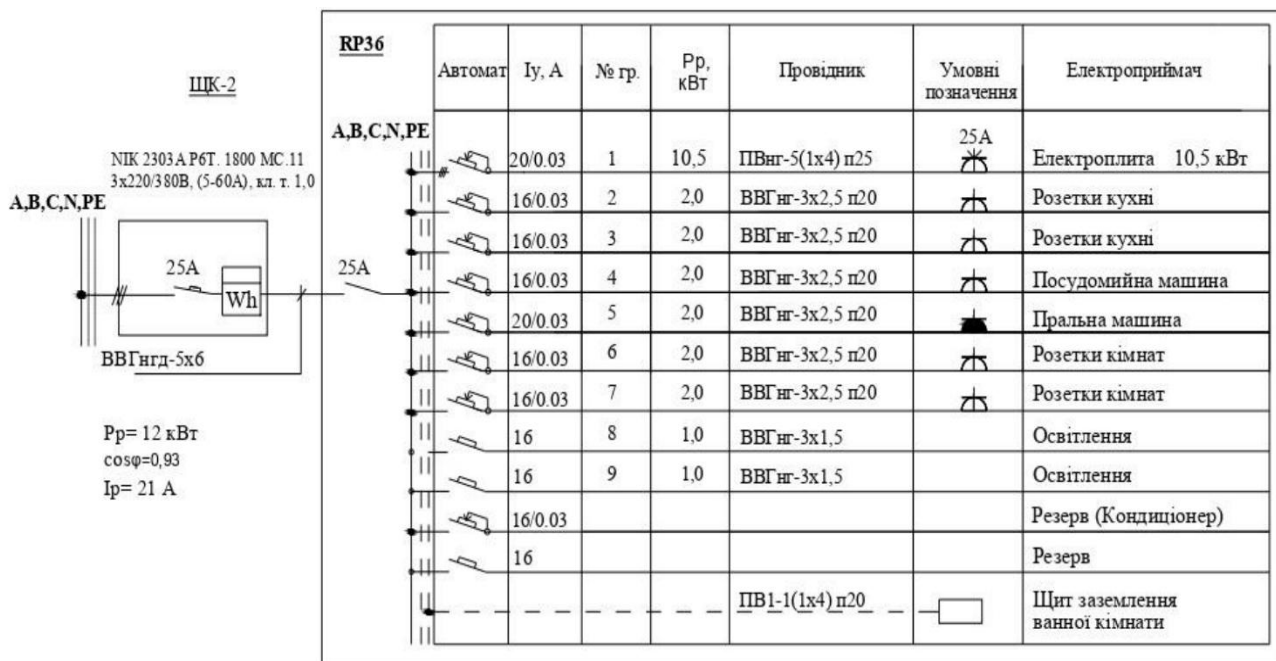 ЩК-2
NIK 2303А Р6Т. 1800 МС.11
3х220/380В, (5-60А), кл. т. 1,0
A,B,C,N,PE
25А
Wh
ВВГнгд-5х6
Рр= 12 кВт
cosφ=0,93
Ір= 21 А
RP36
A,B,C,N,PE
25А
Автомат Iу, А № гр. Рр, кВт Провідник Умовні позначення Електроприймач
20/0.03 1 10,5 ПВнг-5(1х4) п25 25А Електроплита 10,5 кВт
16/0.03 2 2,0 ВВГнг-3х2,5 п20 Розетки кухні
16/0.03 3 2,0 ВВГнг-3х2,5 п20 Розетки кухні
16/0.03 4 2,0 ВВГнг-3х2,5 п20 Посудомийна машина
20/0.03 5 2,0 ВВГнг-3х2,5 п20 Пральна машина
16/0.03 6 2,0 ВВГнг-3х2,5 п20 Розетки кімнат
16/0.03 7 2,0 ВВГнг-3х2,5 п20 Розетки кімнат
16 8 1,0 ВВГнг-3х1,5 Освітлення
16 9 1,0 ВВГнг-3х1,5 Освітлення
16/0.03 Резерв (Кондиціонер)
16 Резерв
ПВ1-1(1х4) п20 Щит заземлення
ванної кімнати